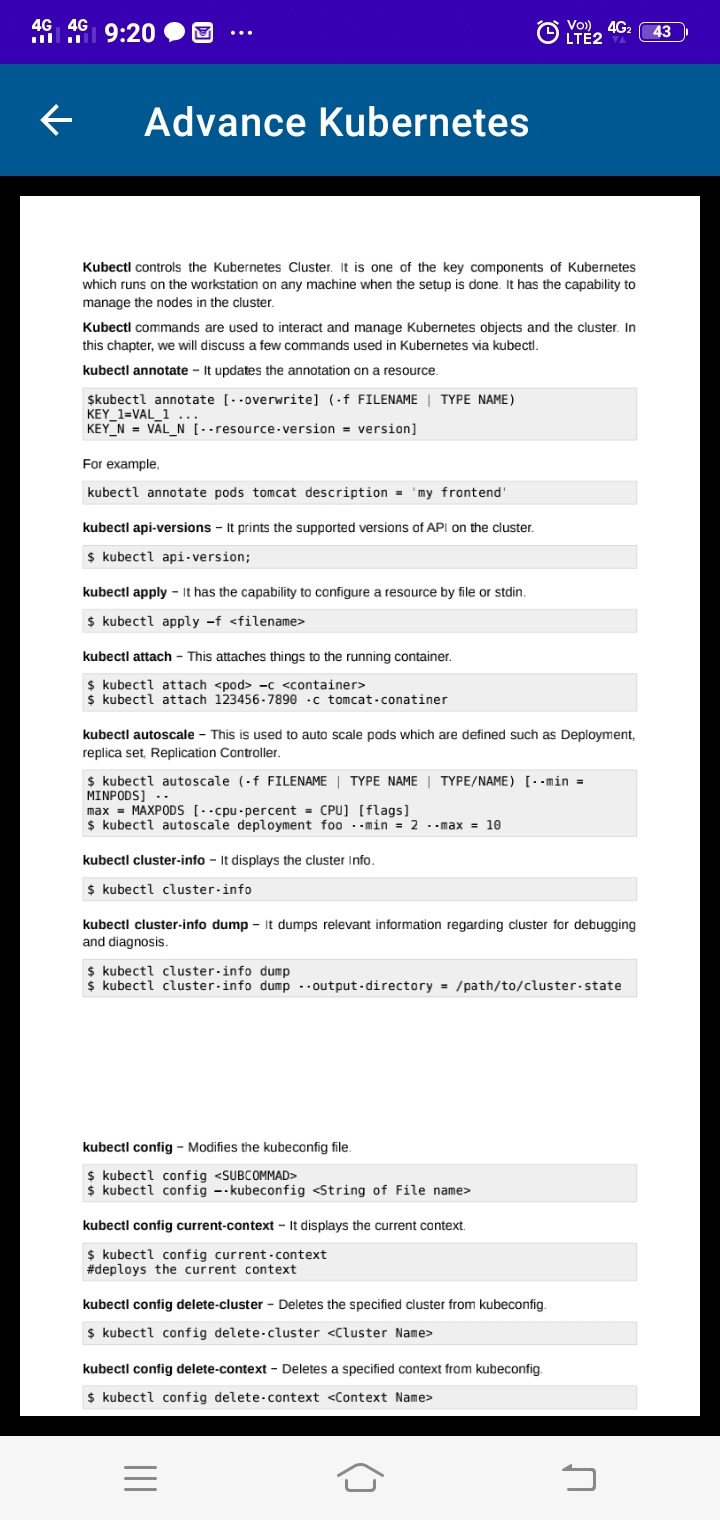 4G 4G 9:20 ... Vo)) LTE2 4G2 43
Advance Kubernetes
Kubectl controls the Kubernetes Cluster. It is one of the key components of Kubernetes
which runs on the workstation on any machine when the setup is done. It has the capability to
manage the nodes in the cluster.
Kubectl commands are used to interact and manage Kubernetes objects and the cluster. In
this chapter, we will discuss a few commands used in Kubernetes via kubectl.
kubectl annotate − It updates the annotation on a resource.
$kubectl annotate [--overwrite] (-f FILENAME | TYPE NAME)
KEY_1=VAL_1 ...
KEY_N = VAL_N [--resource-version = version]
For example,
kubectl annotate pods tomcat description = 'my frontend'
kubectl api-versions − It prints the supported versions of API on the cluster.
$ kubectl api-version;
kubectl apply − It has the capability to configure a resource by file or stdin.
$ kubectl apply –f <filename>
kubectl attach − This attaches things to the running container.
$ kubectl attach <pod> –c <container>
$ kubectl attach 123456-7890 -c tomcat-conatiner
kubectl autoscale − This is used to auto scale pods which are defined such as Deployment,
replica set, Replication Controller.
$ kubectl autoscale (-f FILENAME | TYPE NAME | TYPE/NAME) [--min =
MINPODS] --
max = MAXPODS [--cpu-percent = CPU] [flags]
$ kubectl autoscale deployment foo --min = 2 --max = 10
kubectl cluster-info − It displays the cluster Info.
$ kubectl cluster-info
kubectl cluster-info dump − It dumps relevant information regarding cluster for debugging
and diagnosis.
$ kubectl cluster-info dump
$ kubectl cluster-info dump --output-directory = /path/to/cluster-state
kubectl config − Modifies the kubeconfig file.
$ kubectl config <SUBCOMMAD>
$ kubectl config –-kubeconfig <String of File name>
kubectl config current-context − It displays the current context.
$ kubectl config current-context
#deploys the current context
kubectl config delete-cluster − Deletes the specified cluster from kubeconfig.
$ kubectl config delete-cluster <Cluster Name>
kubectl config delete-context − Deletes a specified context from kubeconfig.
$ kubectl config delete-context <Context Name>